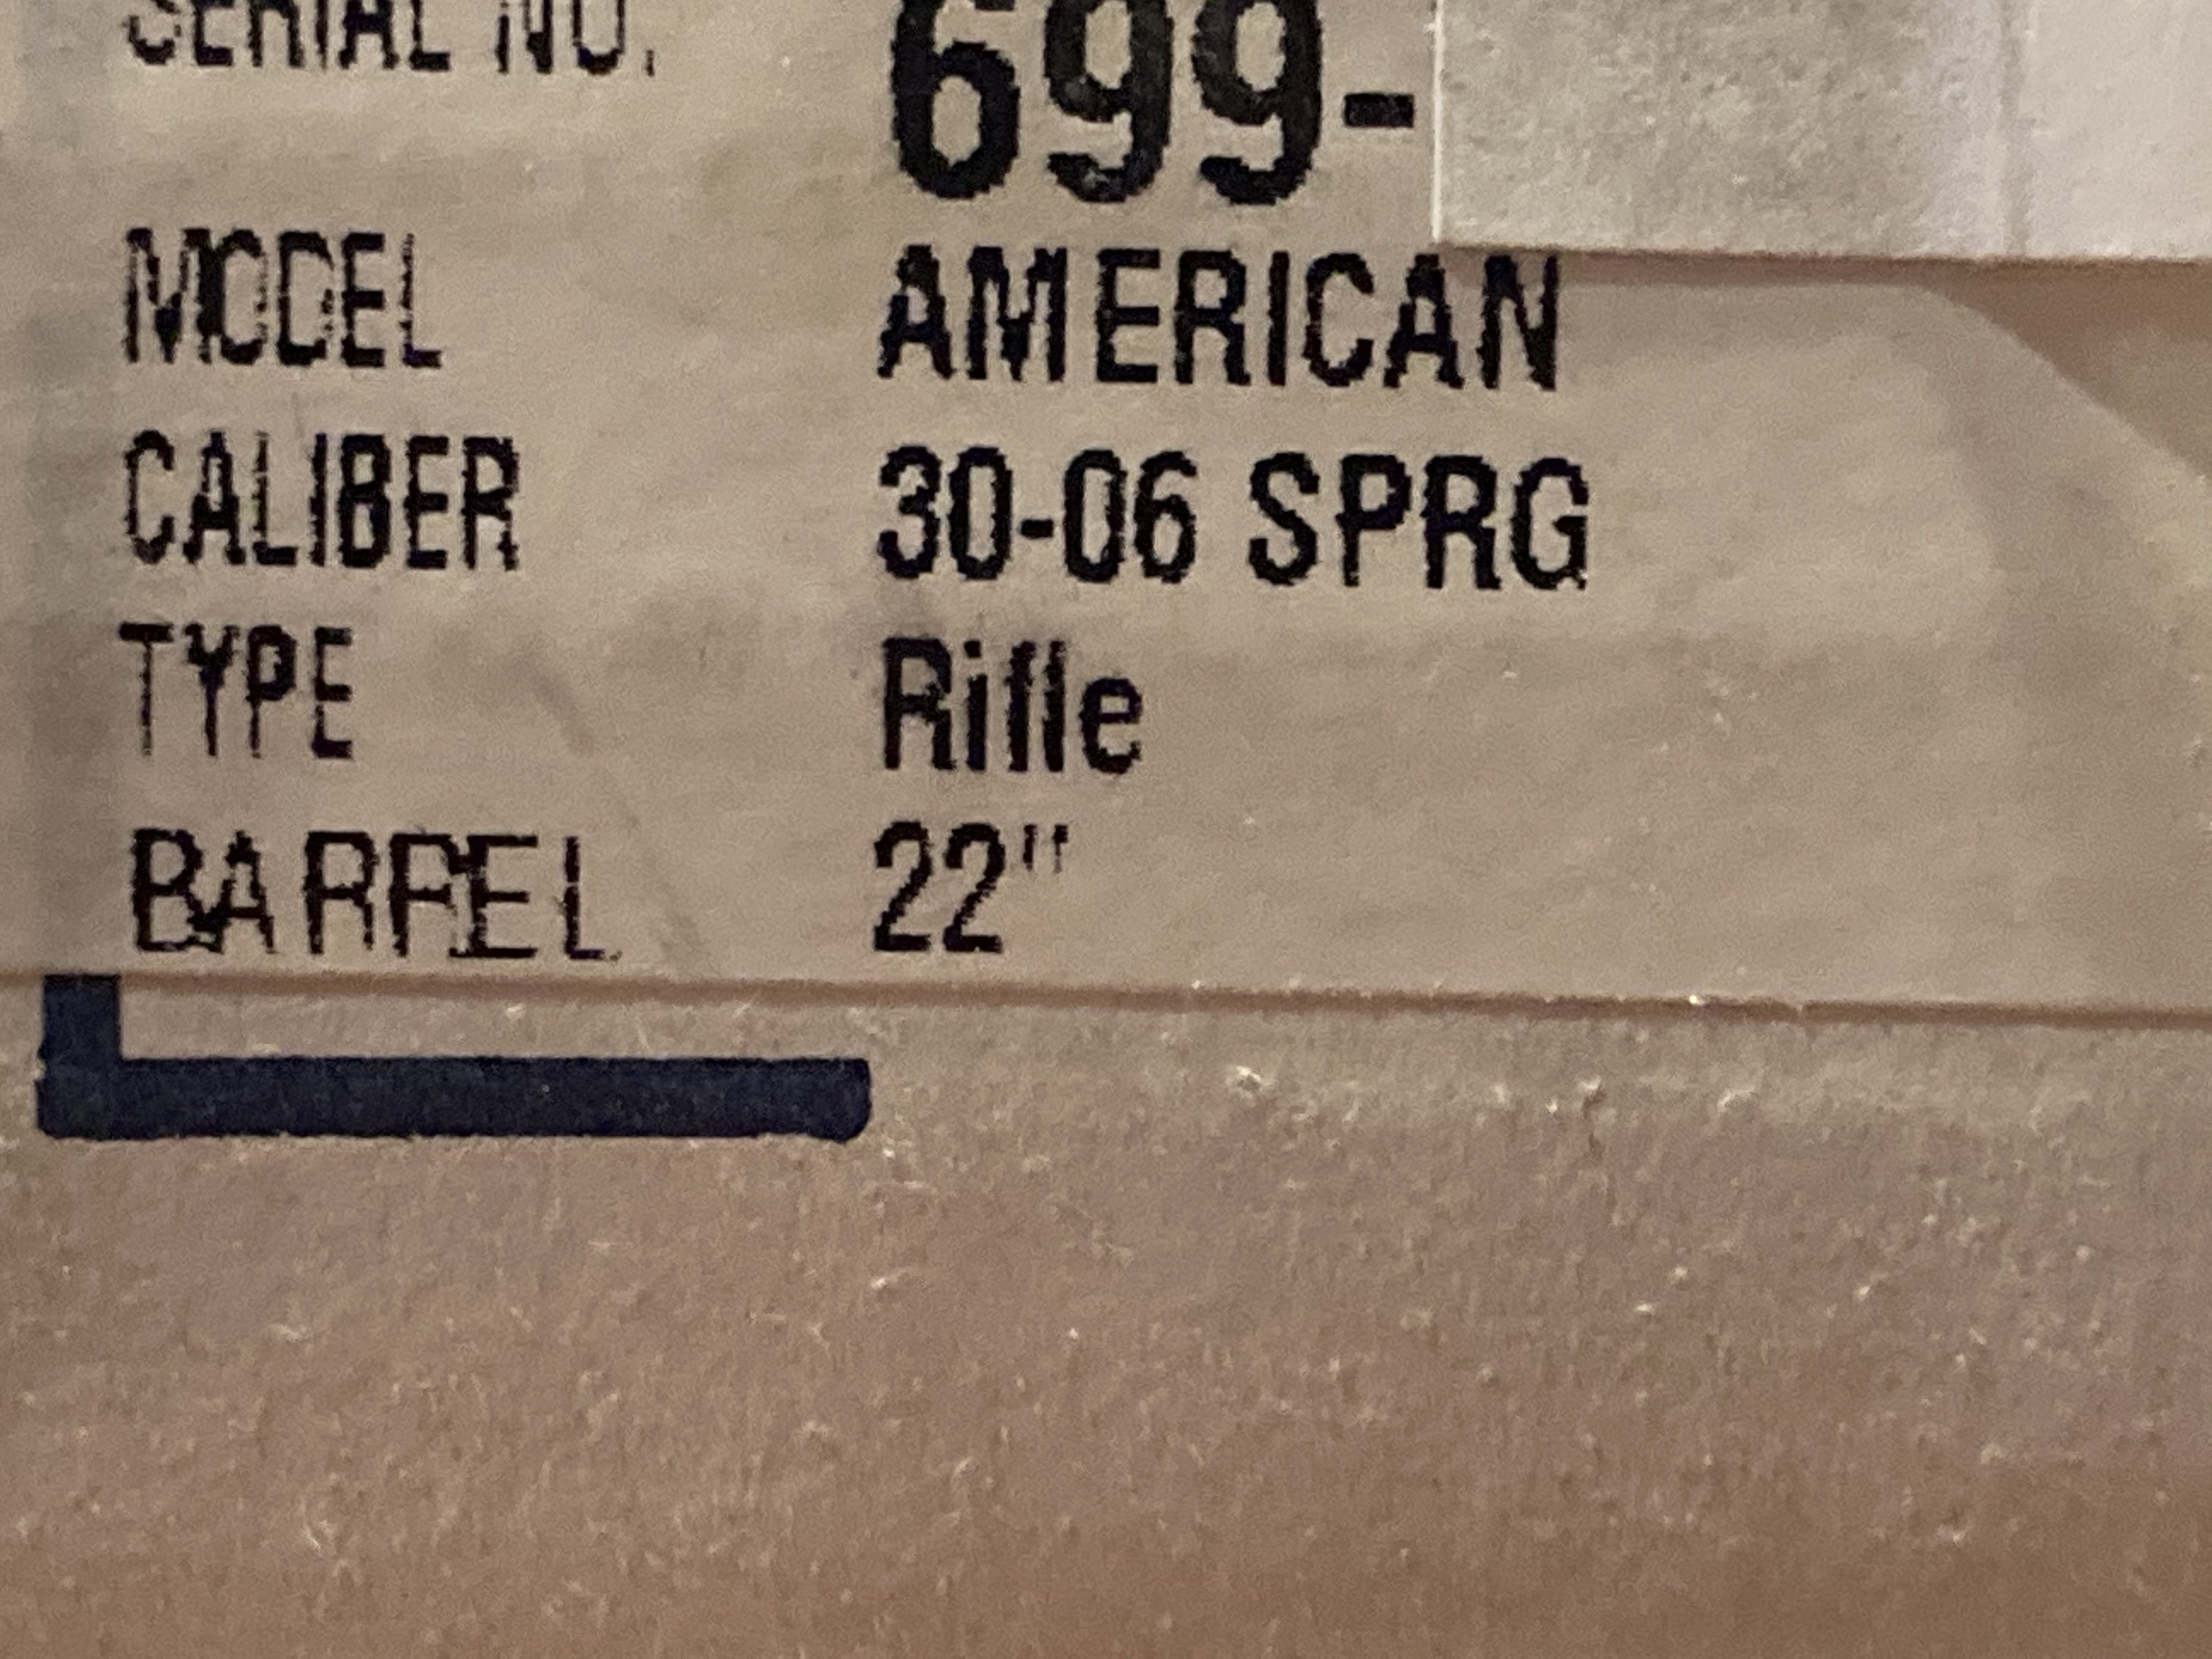 SERIAL NO. 699-
MODEL AMERICAN
CALIBER 30-06 SPRG
TYPE Rifle
BARREL 22"